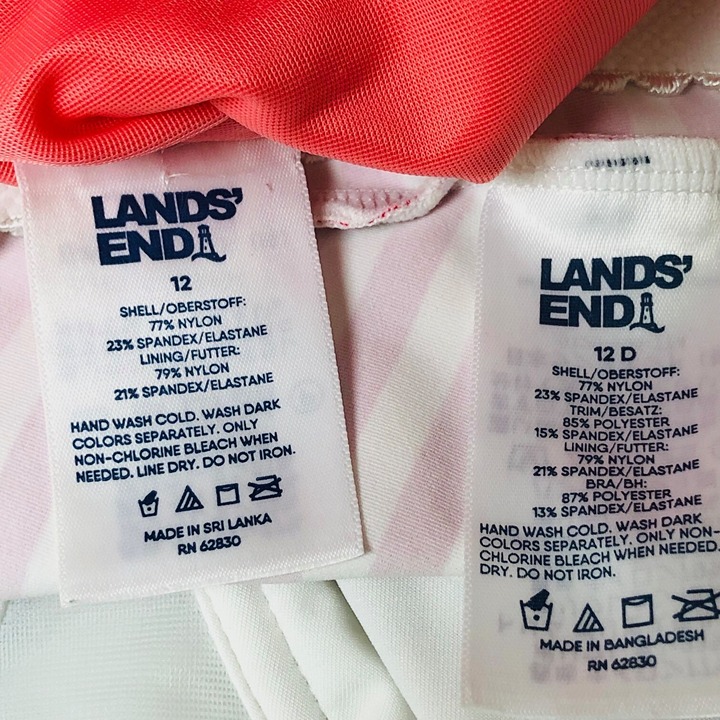 LANDS'
END
12
SHELL/OBERSTOFF:
77% NYLON
23% SPANDEX/ELASTANE
LINING/FUTTER:
79% NYLON
21% SPANDEX/ELASTANE
HAND WASH COLD. WASH DARK
COLORS SEPARATELY. ONLY
NON-CHLORINE BLEACH WHEN
NEEDED. LINE DRY. DO NOT IRON.
MADE IN SRI LANKA
RN 62830
LANDS'
END
12 D
SHELL/OBERSTOFF:
77% NYLON
23% SPANDEX/ELASTANE
TRIM/BESATZ:
85% POLYESTER
15% SPANDEX/ELASTANE
LINING/FUTTER:
79% NYLON
21% SPANDEX/ELASTANE
BRA/BH:
87% POLYESTER
13% SPANDEX/ELASTANE
HAND WASH COLD. WASH DARK
COLORS SEPARATELY. ONLY NON-
CHLORINE BLEACH WHEN NEEDED.
DRY. DO NOT IRON.
MADE IN BANGLADESH
RN 62830